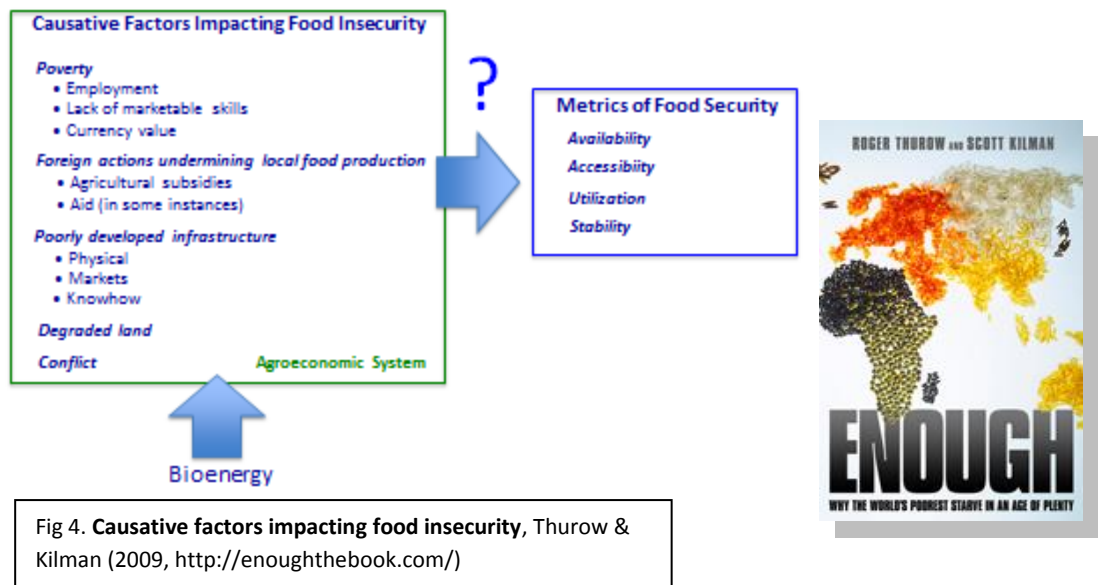 Causative Factors Impacting Food Insecurity
Poverty
• Employment
• Lack of marketable skills
• Currency value
Foreign actions undermining local food production
• Agricultural subsidies
• Aid (in some instances)
Poorly developed infrastructure
• Physical
• Markets
• Knowhow
Degraded land
Conflict
Agroeconomic System
Bioenergy
?
Metrics of Food Security
Availability
Accessibiity
Utilization
Stability
ROGER THUROW AND SCOTT KILMAN
ENOUGH
WHY THE WORLD'S POOREST STARVE IN AN AGE OF PLENTY
Fig 4. Causative factors impacting food insecurity, Thurow &
Kilman (2009, http://enoughthebook.com/)